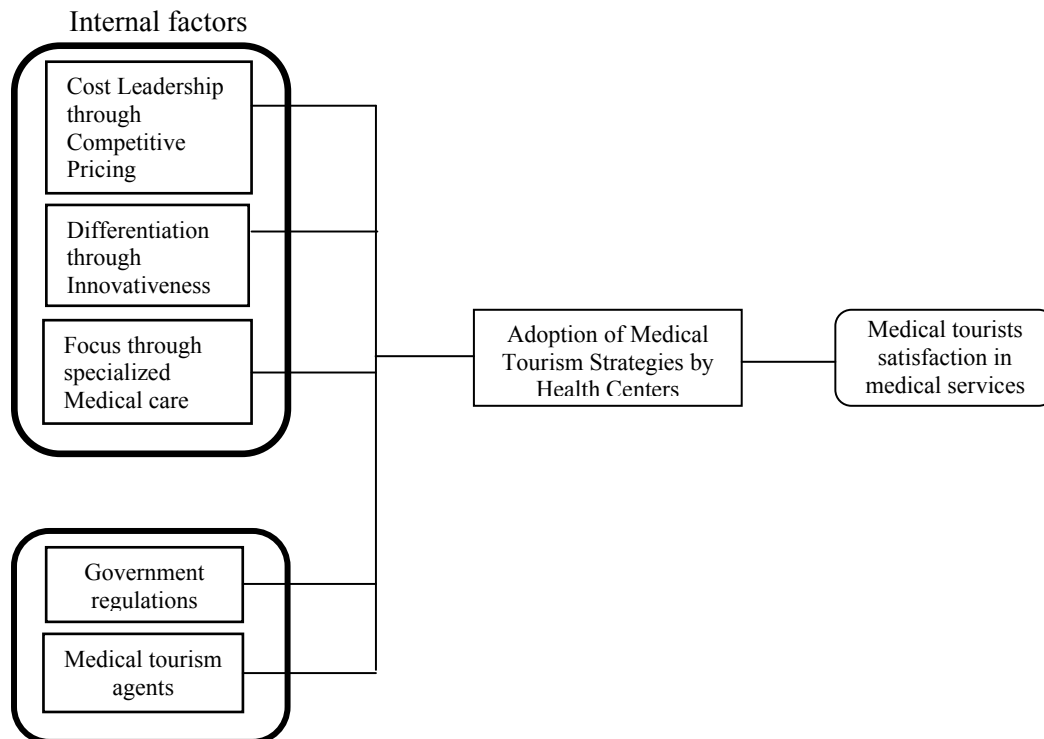 Internal factors
Cost Leadership
through
Competitive
Pricing
Differentiation
through
Innovativeness
Focus through
specialized
Medical care
Adoption of Medical
Tourism Strategies by
Health Centers
Medical tourists
satisfaction in
medical services
Government
regulations
Medical tourism
agents